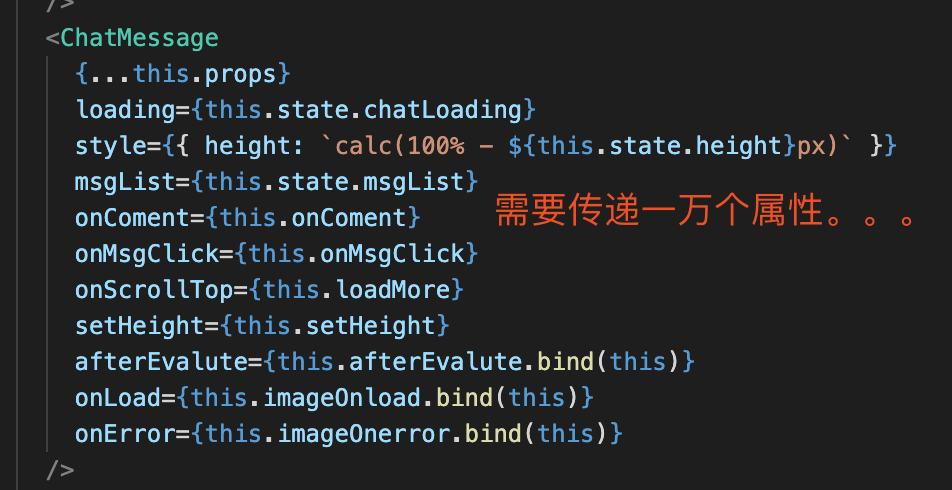 />
<ChatMessage
{...this.props}
loading={this.state.chatLoading}
style={{ height: `calc(100% - ${this.state.height}px)` }}
msgList={this.state.msgList}
onComent={this.onComent}
需要传递一万个属性。。。
onMsgClick={this.onMsgClick}
onScrollTop={this.loadMore}
setHeight={this.setHeight}
afterEvalute={this.afterEvalute.bind(this)}
onLoad={this.imageOnload.bind(this)}
onError={this.imageOnerror.bind(this)}
/>